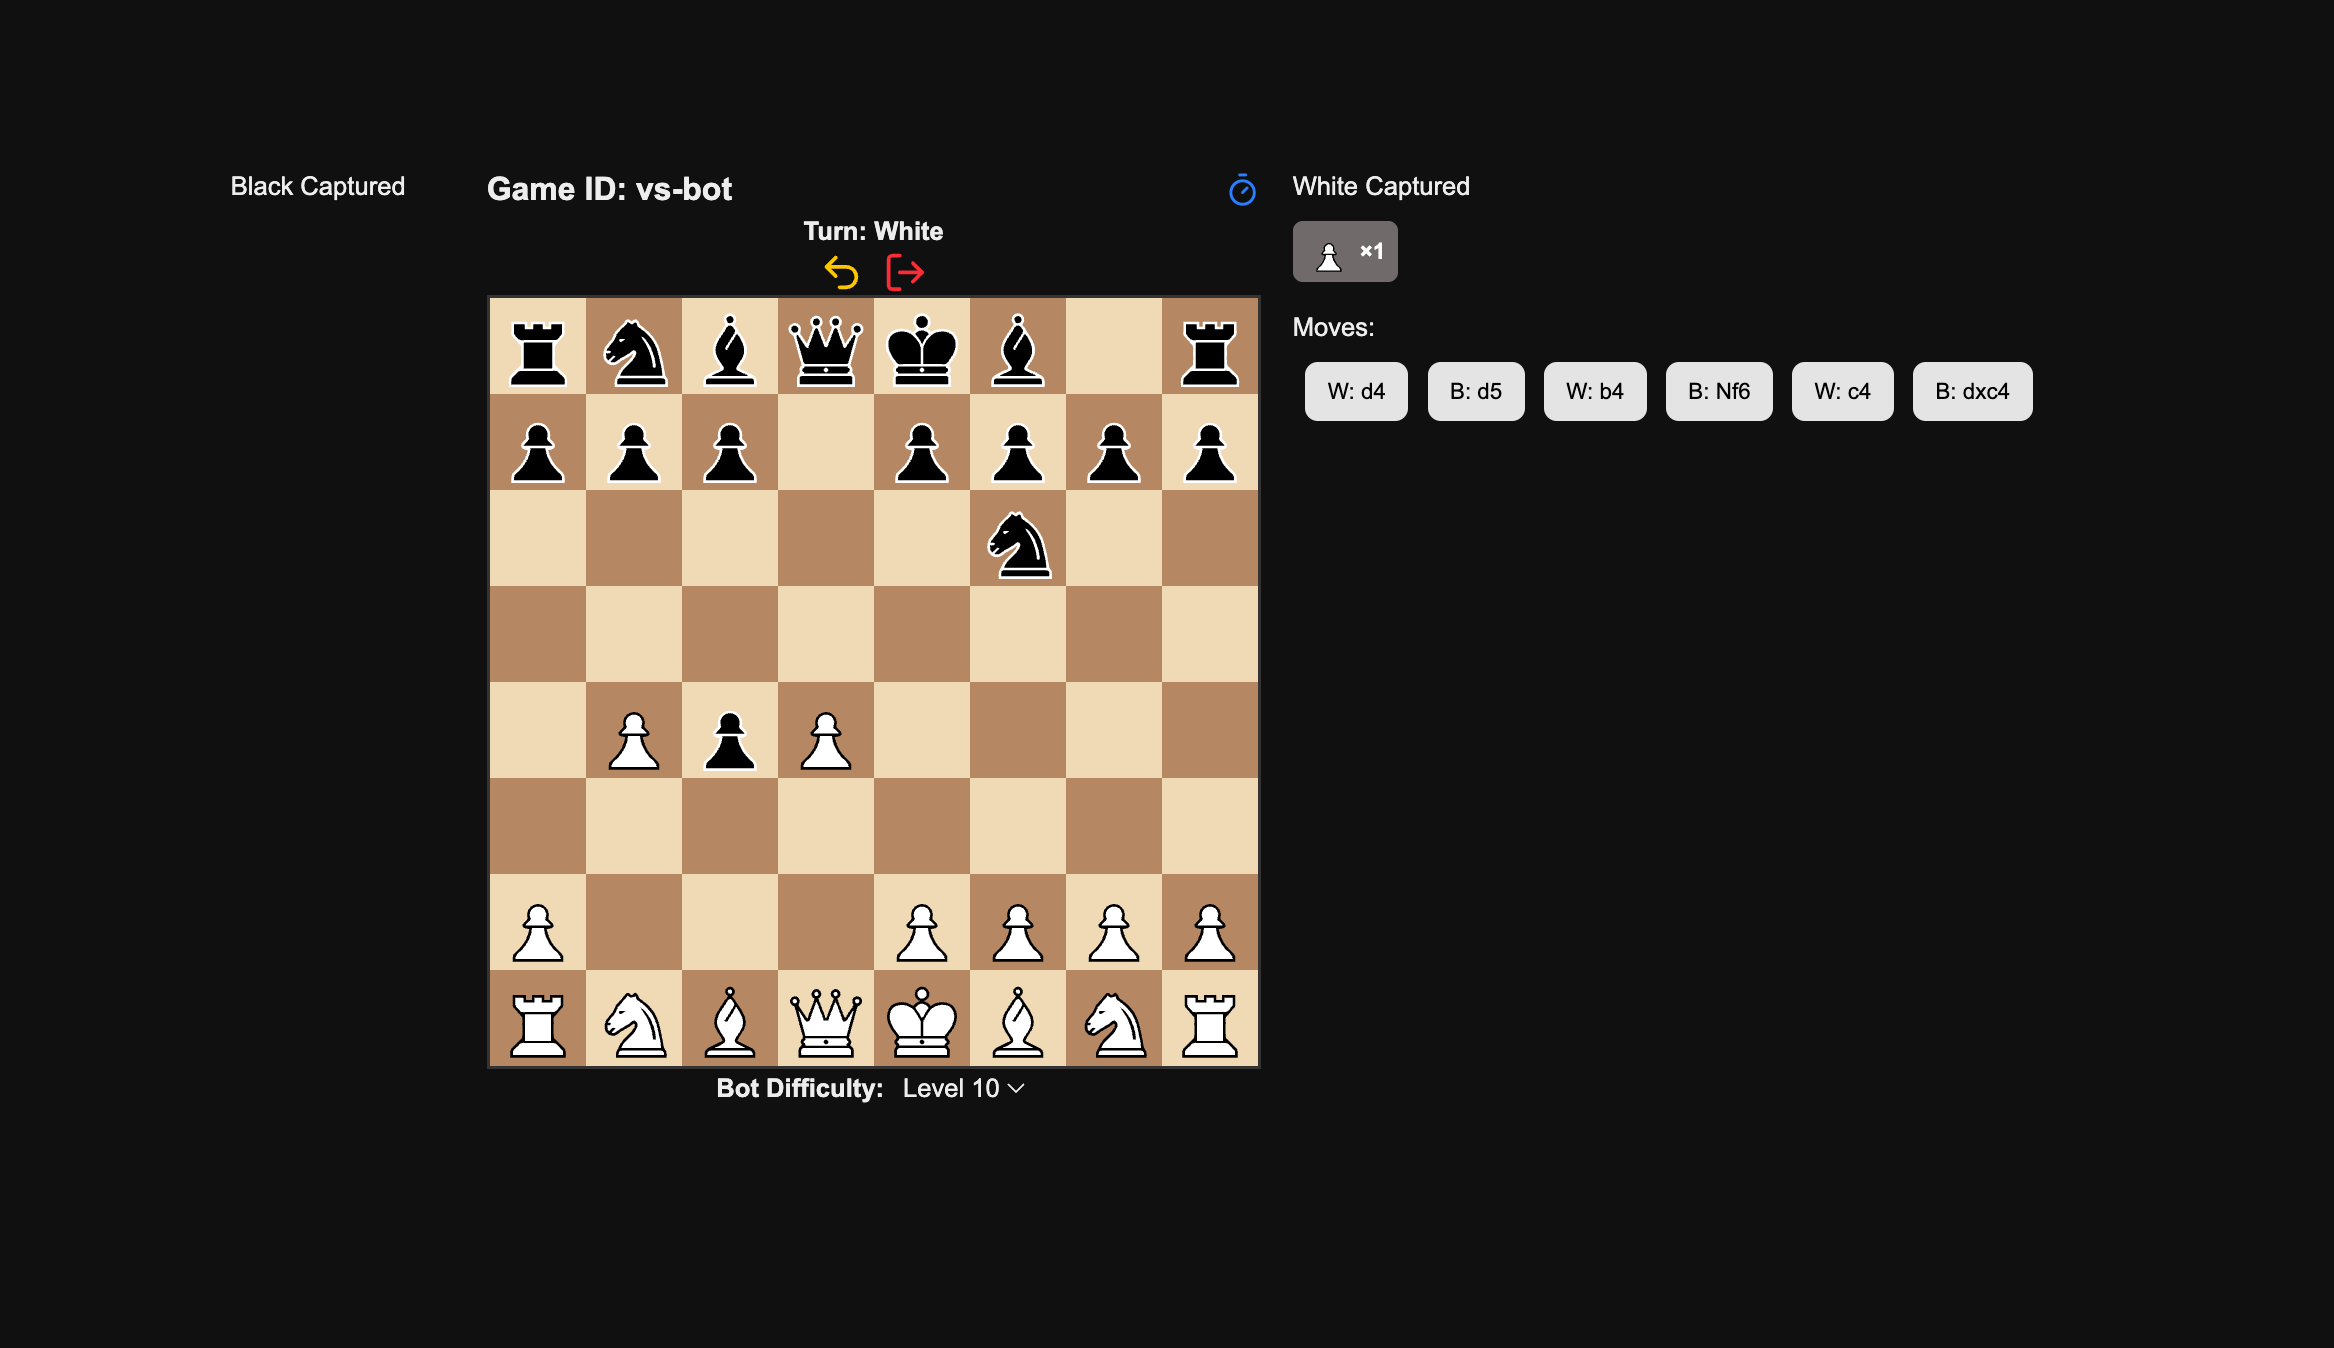 Black Captured
Game ID: vs-bot
Turn: White
White Captured
×1
Moves:
W: d4 B: d5 W: b4 B: Nf6 W: c4 B: dxc4
Bot Difficulty: Level 10